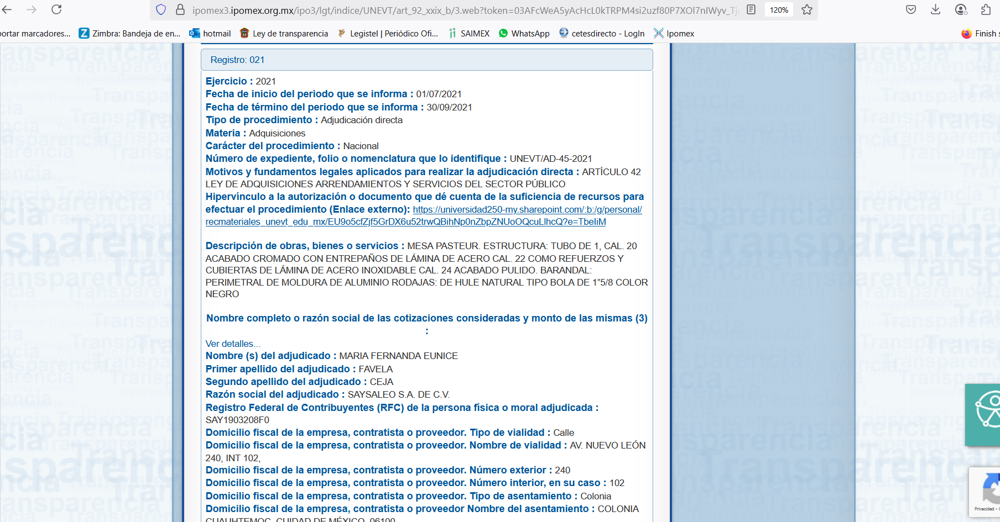 ipomex3.ipomex.org.mx/ipo3/lgt/indice/UNEVT/art_92_xxix_b/3.web?token=03AFcWeA5yAcHcL0kTRPM4si2uzf80P7XOl7nIWyv_Tj
120%
ortar marcadores...
Zimbra: Bandeja de en...
hotmail
Ley de transparencia
Legistel | Periódico Ofi...
SAIMEX
WhatsApp
cetesdirecto - LogIn
Ipomex
Finish s
Registro: 021
Ejercicio : 2021
Fecha de inicio del periodo que se informa : 01/07/2021
Fecha de término del periodo que se informa : 30/09/2021
Tipo de procedimiento : Adjudicación directa
Materia : Adquisiciones
Carácter del procedimiento : Nacional
Número de expediente, folio o nomenclatura que lo identifique : UNEVT/AD-45-2021
Motivos y fundamentos legales aplicados para realizar la adjudicación directa : ARTÍCULO 42
LEY DE ADQUISICIONES ARRENDAMIENTOS Y SERVICIOS DEL SECTOR PÚBLICO
Hipervínculo a la autorización o documento que dé cuenta de la suficiencia de recursos para
efectuar el procedimiento (Enlace externo): https://universidad250-my.sharepoint.com/:b:/g/personal/
recmateriales_unevt_edu_mx/EU9o5cfZjf5GrDX6u52trwQBihNp0nZbpZNUoOQcuLlhcQ?e=TbeIiM
Descripción de obras, bienes o servicios : MESA PASTEUR. ESTRUCTURA: TUBO DE 1, CAL. 20
ACABADO CROMADO CON ENTREPAÑOS DE LÁMINA DE ACERO CAL. 22 COMO REFUERZOS Y
CUBIERTAS DE LÁMINA DE ACERO INOXIDABLE CAL. 24 ACABADO PULIDO. BARANDAL:
PERIMETRAL DE MOLDURA DE ALUMINIO RODAJAS: DE HULE NATURAL TIPO BOLA DE 1”5/8 COLOR
NEGRO
Nombre completo o razón social de las cotizaciones consideradas y monto de las mismas (3)
:
Ver detalles...
Nombre (s) del adjudicado : MARIA FERNANDA EUNICE
Primer apellido del adjudicado : FAVELA
Segundo apellido del adjudicado : CEJA
Razón social del adjudicado : SAYSALEO S.A. DE C.V.
Registro Federal de Contribuyentes (RFC) de la persona física o moral adjudicada :
SAY1903208F0
Domicilio fiscal de la empresa, contratista o proveedor. Tipo de vialidad : Calle
Domicilio fiscal de la empresa, contratista o proveedor. Nombre de vialidad : AV. NUEVO LEÓN
240, INT 102,
Domicilio fiscal de la empresa, contratista o proveedor. Número exterior : 240
Domicilio fiscal de la empresa, contratista o proveedor. Número interior, en su caso : 102
Domicilio fiscal de la empresa, contratista o proveedor. Tipo de asentamiento : Colonia
Domicilio fiscal de la empresa, contratista o proveedor Nombre del asentamiento : COLONIA
CUAUHTEMOC, CUIDAD DE MÉXICO, 06100
Privacidad -